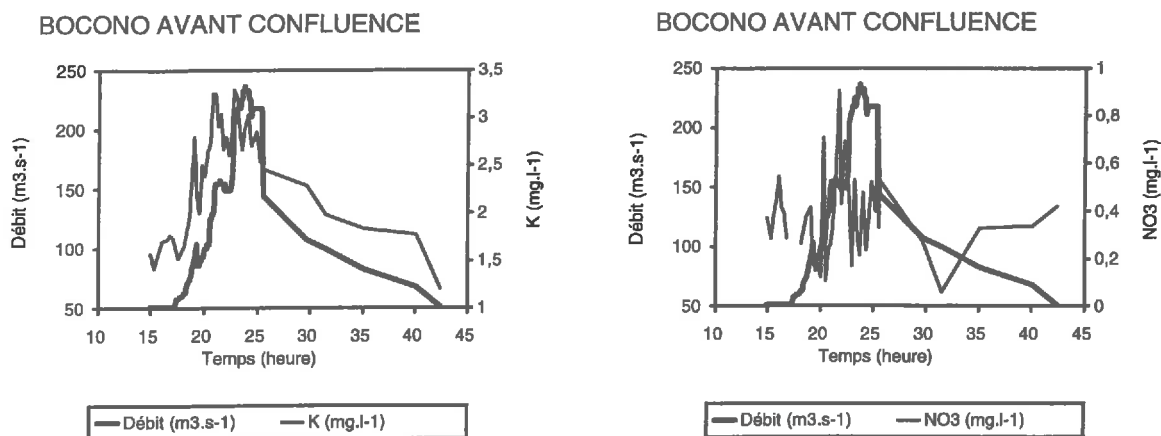 BOCONO AVANT CONFLUENCE
250
200
150
100
50
Débit (m3.s-1)
3,5
3
2,5
2
1,5
1
K (mg.l-1)
10 15 20 25 30 35 40 45
Temps (heure)
Débit (m3.s-1) K (mg.l-1)
BOCONO AVANT CONFLUENCE
250
200
150
100
50
Débit (m3.s-1)
1
0,8
0,6
0,4
0,2
0
NO3 (mg.l-1)
10 15 20 25 30 35 40 45
Temps (heure)
Débit (m3.s-1) NO3 (mg.l-1)